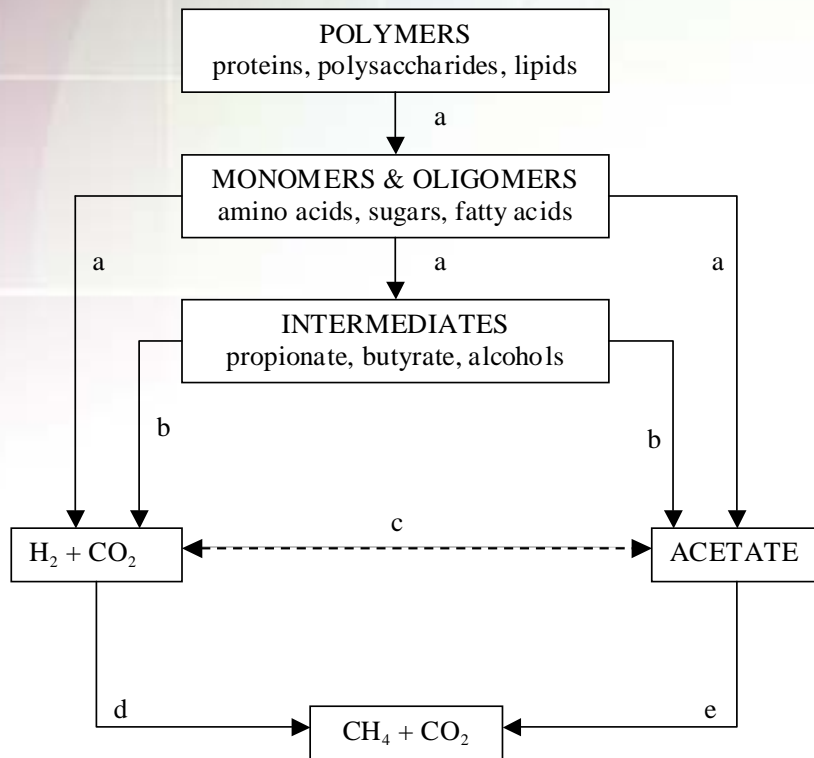 POLYMERS
proteins, polysaccharides, lipids
a
MONOMERS & OLIGOMERS
amino acids, sugars, fatty acids
a
a
a
INTERMEDIATES
propionate, butyrate, alcohols
b
b
c
H₂ + CO₂
ACETATE
d
e
CH₄ + CO₂